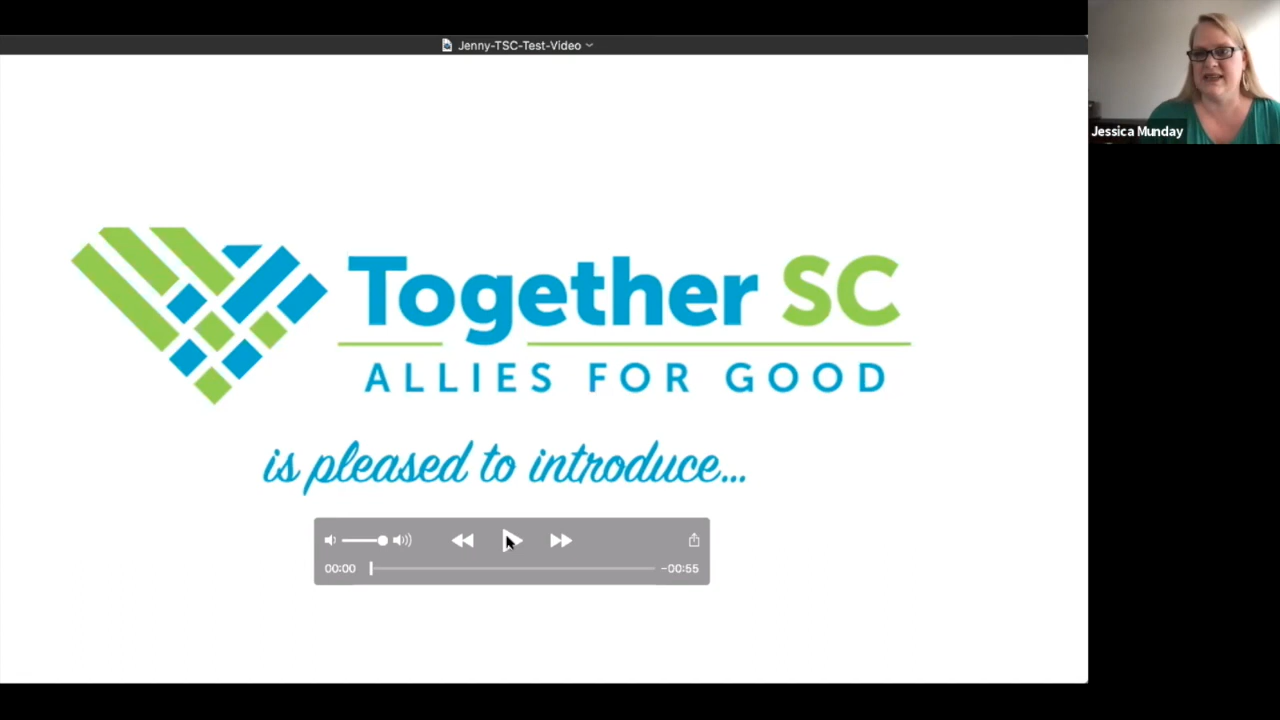 Jenny-TSC-Test-Video
Jessica Munday
Together SC
ALLIES FOR GOOD
is pleased to introduce...
00:00
-00:55